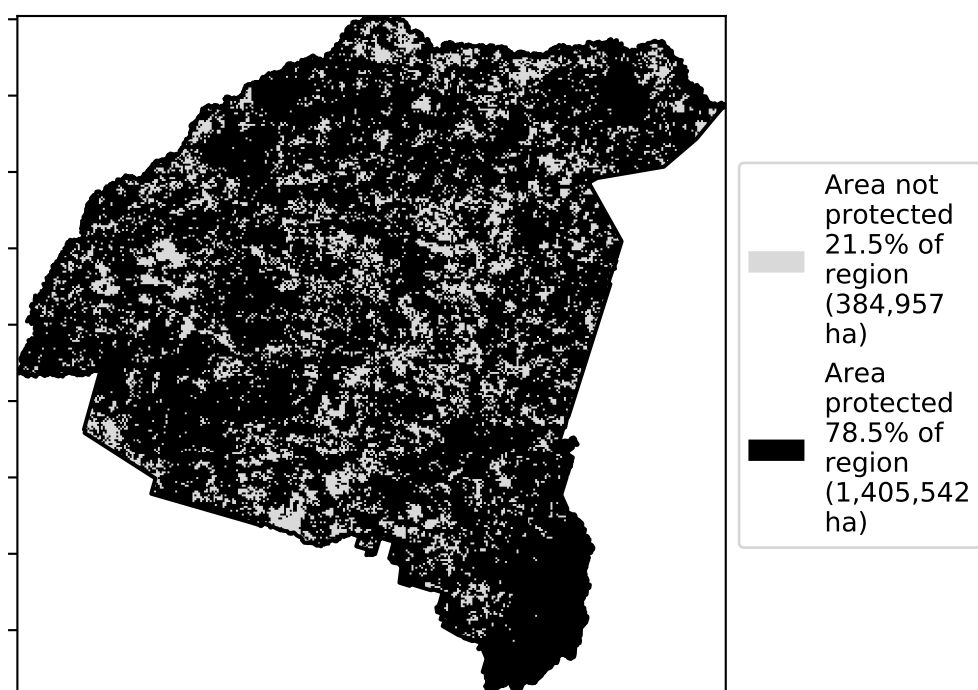 Area not
protected
21.5% of
region
(384,957
ha)
Area
protected
78.5% of
region
(1,405,542
ha)